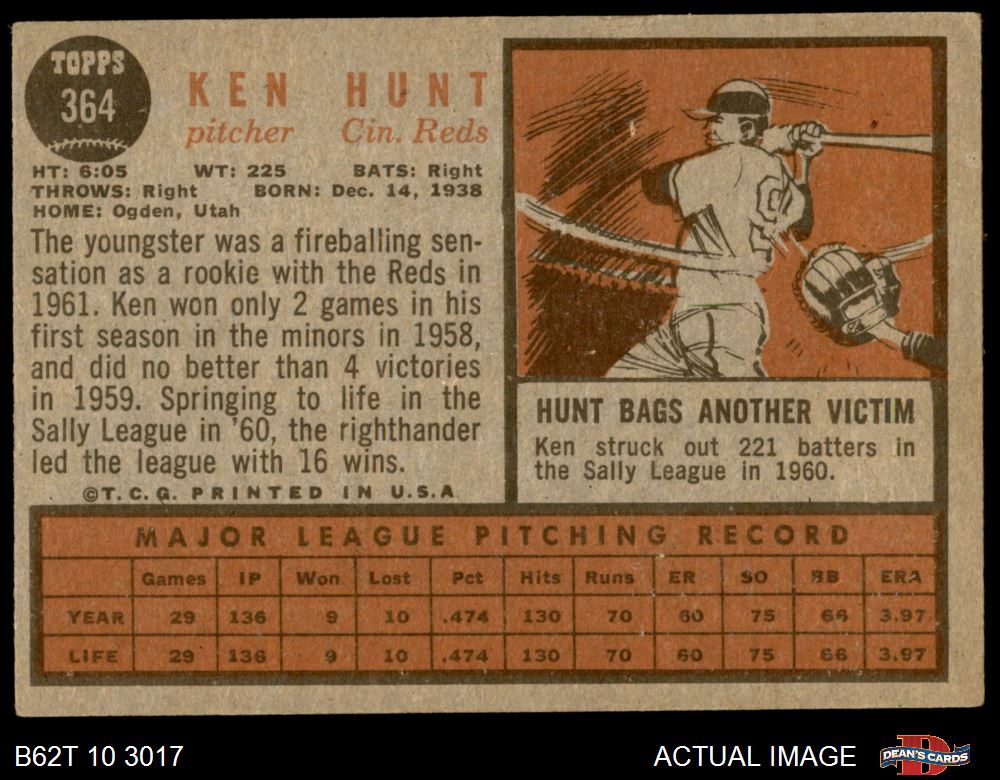 TOPPS
364
KEN HUNT
pitcher Cin. Reds
HT: 6:05 WT: 225 BATS: Right
THROWS: Right BORN: Dec. 14, 1938
HOME: Ogden, Utah
The youngster was a fireballing sen-
sation as a rookie with the Reds in
1961. Ken won only 2 games in his
first season in the minors in 1958,
and did no better than 4 victories
in 1959. Springing to life in the
Sally League in '60, the righthander
led the league with 16 wins.
©T.C.G. PRINTED IN U.S.A.
HUNT BAGS ANOTHER VICTIM
Ken struck out 221 batters in
the Sally League in 1960.
MAJOR LEAGUE PITCHING RECORD
Games IP Won Lost Pct Hits Runs ER SO BB ERA
YEAR 29 136 9 10 .474 130 70 60 75 66 3.97
LIFE 29 136 9 10 .474 130 70 60 75 66 3.97
B62T 10 3017 ACTUAL IMAGE DEAN'S CARDS